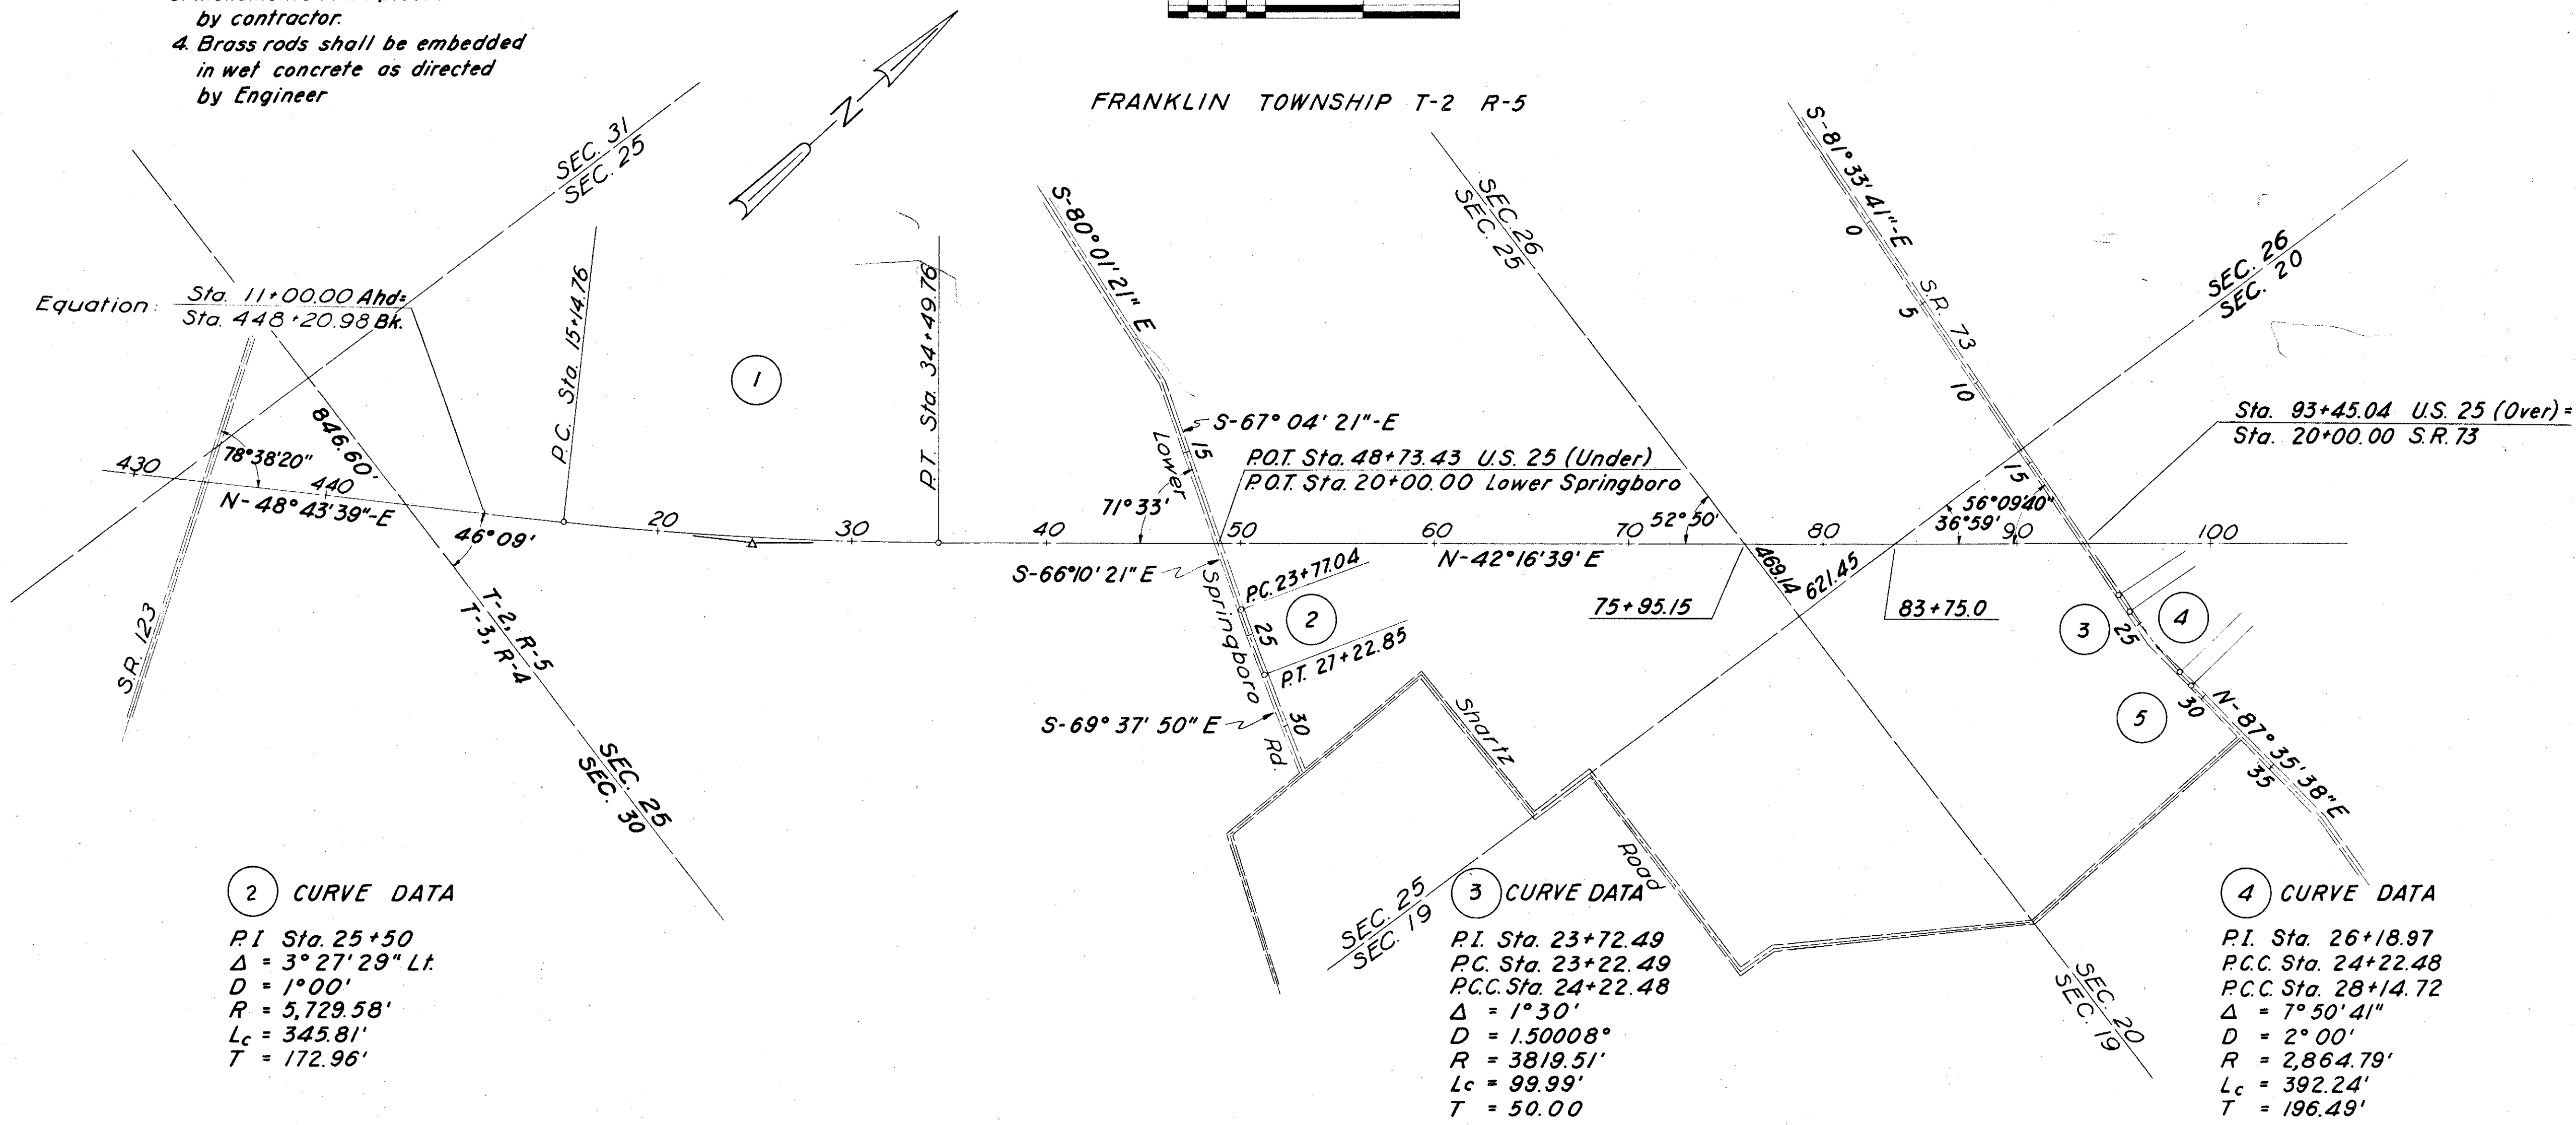 by contractor.
4. Brass rods shall be embedded
in wet concrete as directed
by Engineer
N
FRANKLIN TOWNSHIP T-2 R-5
SEC. 31
SEC. 25
Equation: Sta. 11+00.00 Ahd=
Sta. 448+20.98 Bk.
P.C. Sta. 15+14.76
1
P.T. Sta. 34+49.76
S-80°01'21" E
SEC. 26
SEC. 25
S-81°33'41"-E
0
5
S.R. 73
10
15
SEC. 26
SEC. 20
Sta. 93+45.04 U.S. 25 (Over) =
Sta. 20+00.00 S.R. 73
846.60'
78°38'20"
430
440
N-48°43'39"-E
46°09'
20
30
40
50
60
70
80
90
100
S-67° 04' 21"-E
15
Lower
P.O.T. Sta. 48+73.43 U.S. 25 (Under)
P.O.T. Sta. 20+00.00 Lower Springboro
71°33'
52°50'
56°09'40"
36°59'
N-42°16'39' E
S-66°10'21" E
469.14
621.45
75+95.15
83+75.0
P.C. 23+77.04
2
25
P.T. 27+22.85
Springboro
30
Rd.
S-69° 37' 50" E
S.R. 123
T-2, R-5
T-3, R-4
SEC. 25
SEC. 30
Shartz
Road
3
4
25
5
30
N-87°35'38"E
35
SEC. 25
SEC. 19
SEC. 20
SEC. 19
2 CURVE DATA
P.I Sta. 25+50
Δ = 3°27'29" Lt.
D = 1°00'
R = 5,729.58'
Lc = 345.81'
T = 172.96'
3 CURVE DATA
P.I. Sta. 23+72.49
P.C. Sta. 23+22.49
P.C.C. Sta. 24+22.48
Δ = 1°30'
D = 1.50008°
R = 3819.51'
Lc = 99.99'
T = 50.00
4 CURVE DATA
P.I. Sta. 26+18.97
P.C.C. Sta. 24+22.48
P.C.C. Sta. 28+14.72
Δ = 7°50'41"
D = 2°00'
R = 2,864.79'
Lc = 392.24'
T = 196.49'